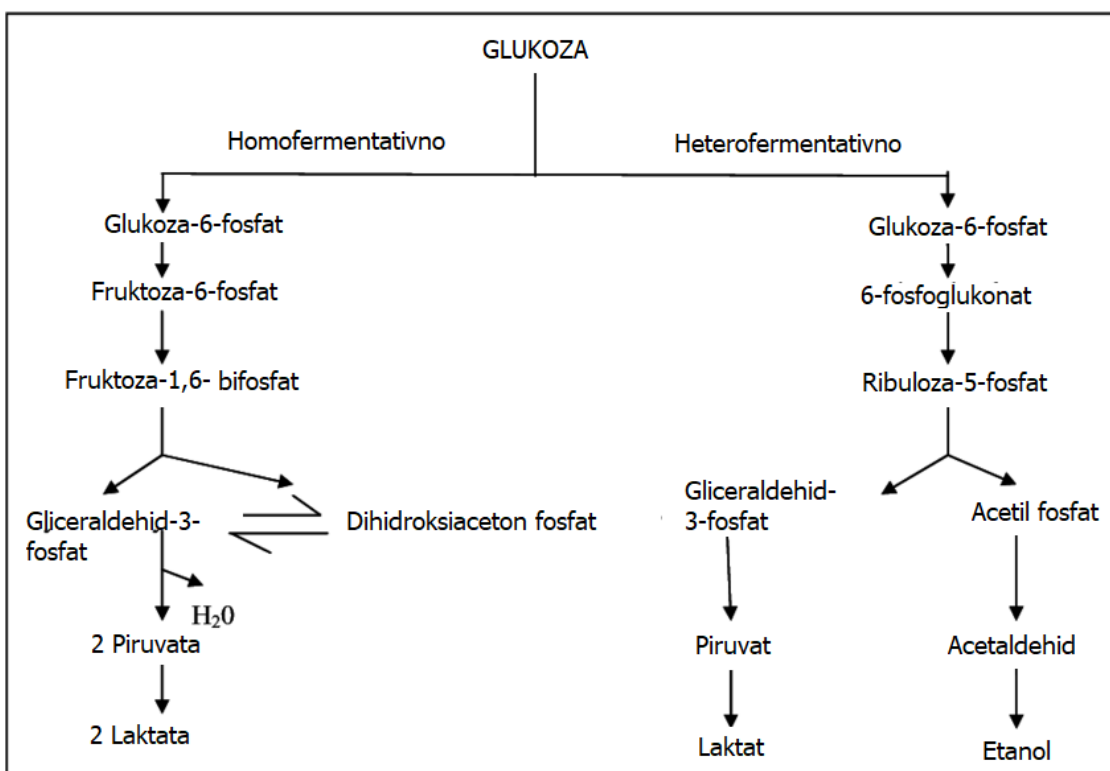 GLUKOZA
Homofermentativno
Heterofermentativno
Glukoza-6-fosfat
Glukoza-6-fosfat
Fruktoza-6-fosfat
6-fosfoglukonat
Fruktoza-1,6- bifosfat
Ribuloza-5-fosfat
Gliceraldehid-3-
fosfat
Dihidroksiaceton fosfat
Gliceraldehid-
3-fosfat
Acetil fosfat
H₂0
2 Piruvata
Piruvat
Acetaldehid
2 Laktata
Laktat
Etanol